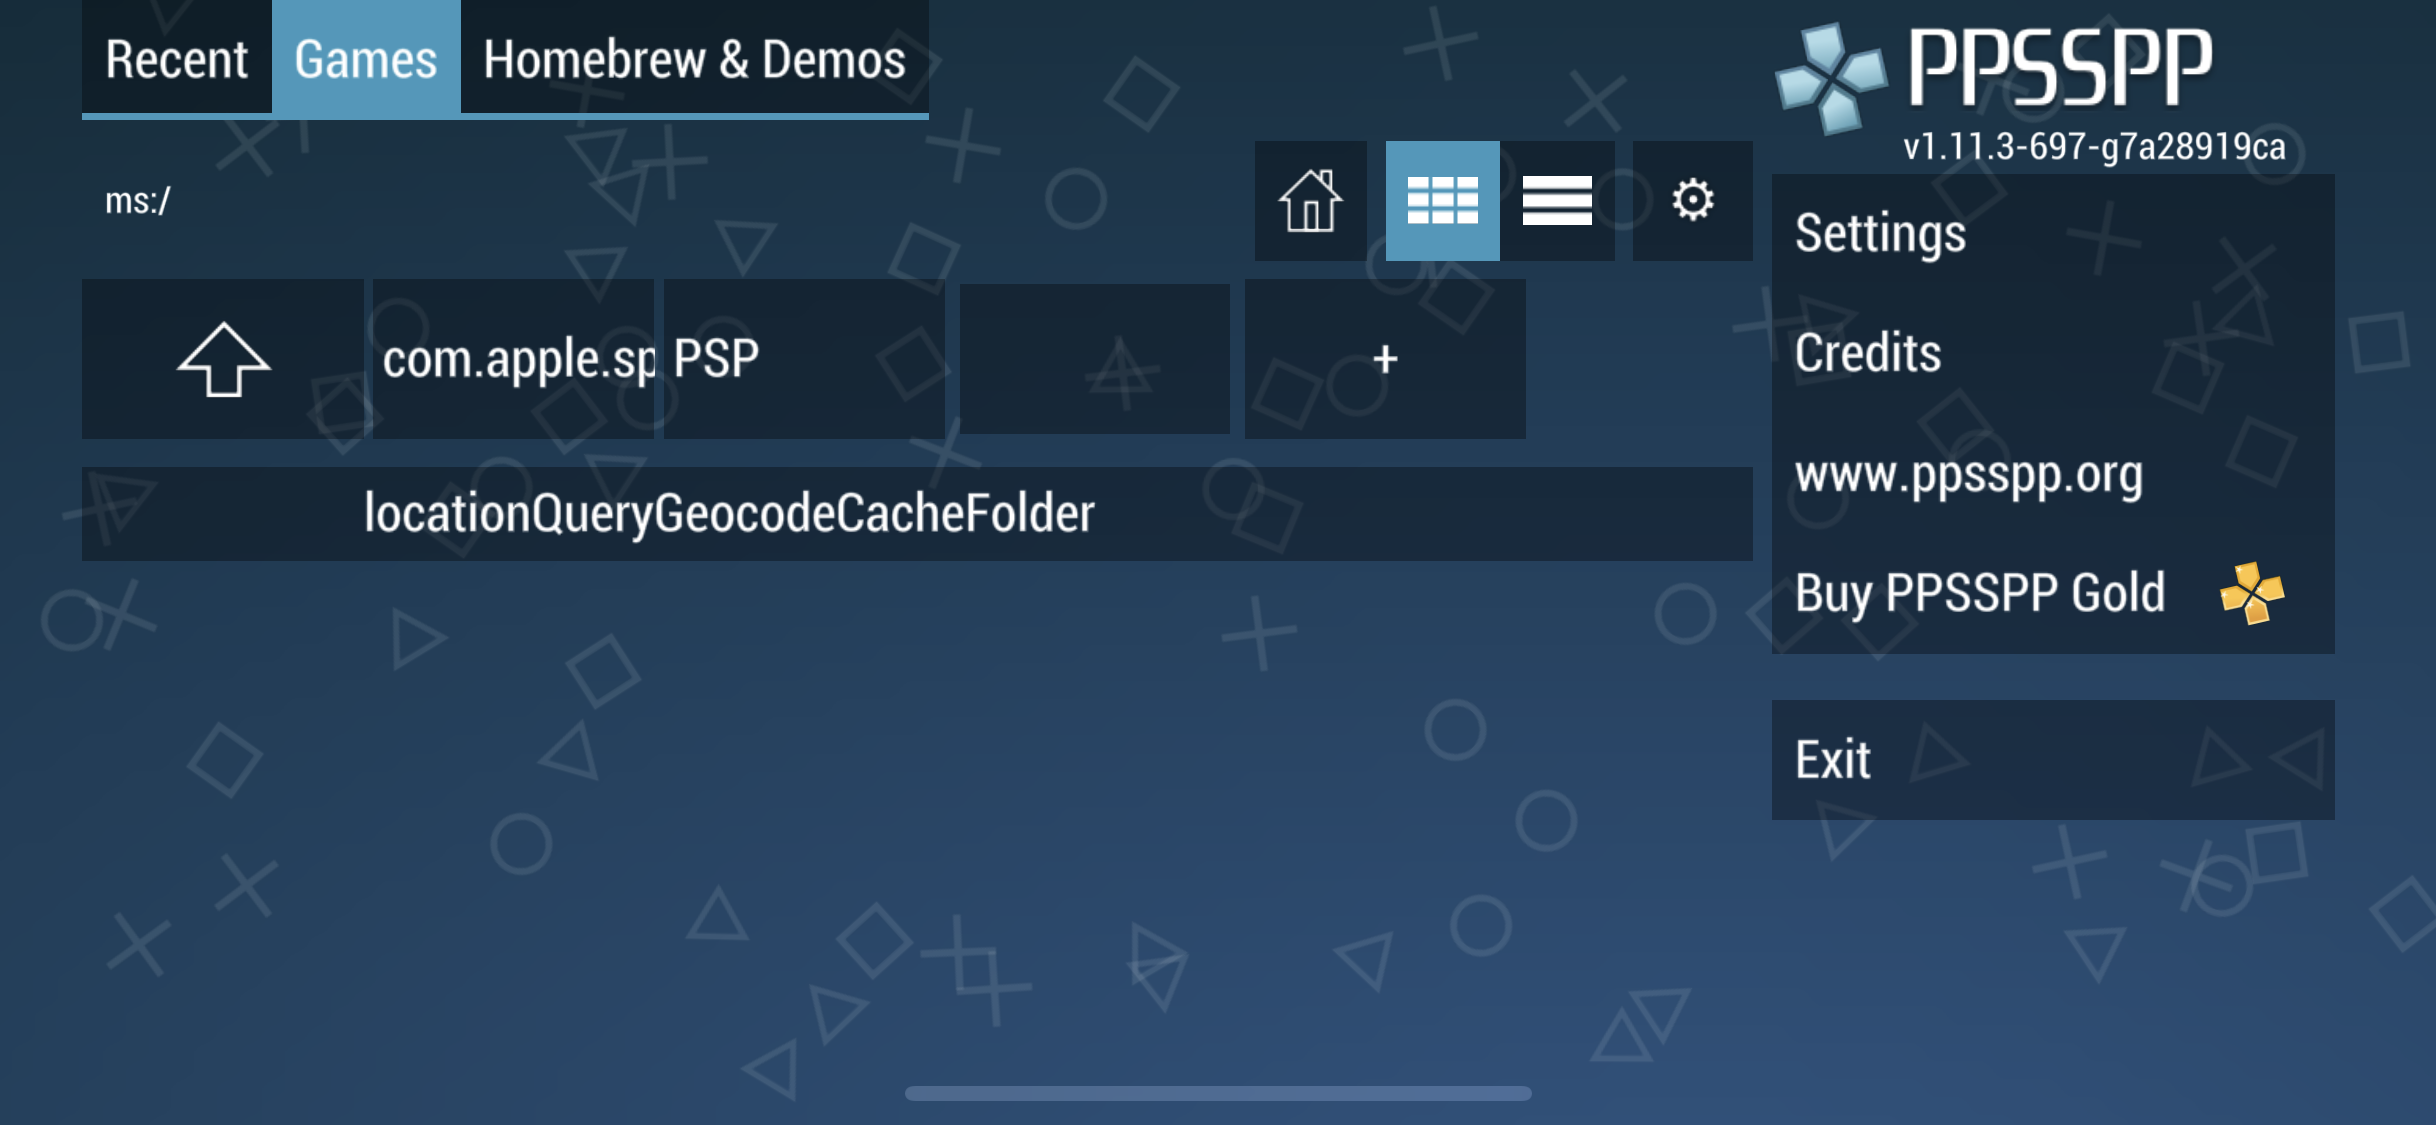 Recent Games Homebrew & Demos
PPSSPP
v1.11.3-697-g7a28919ca
ms:/
com.apple.sp PSP +
locationQueryGeocodeCacheFolder
Settings
Credits
www.ppsspp.org
Buy PPSSPP Gold
Exit